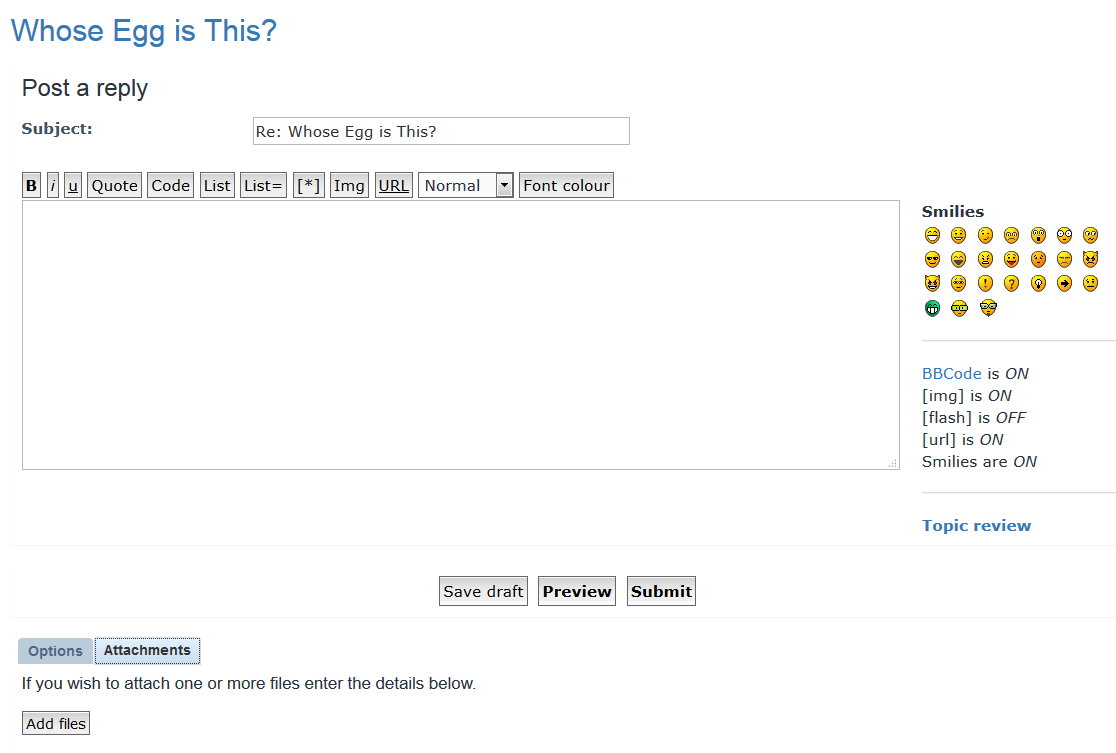 Whose Egg is This?
Post a reply
Subject: Re: Whose Egg is This?
B i u Quote Code List List= [*] Img URL Normal Font colour
Smilies
BBCode is ON
[img] is ON
[flash] is OFF
[url] is ON
Smilies are ON
Topic review
Save draft Preview Submit
Options Attachments
If you wish to attach one or more files enter the details below.
Add files